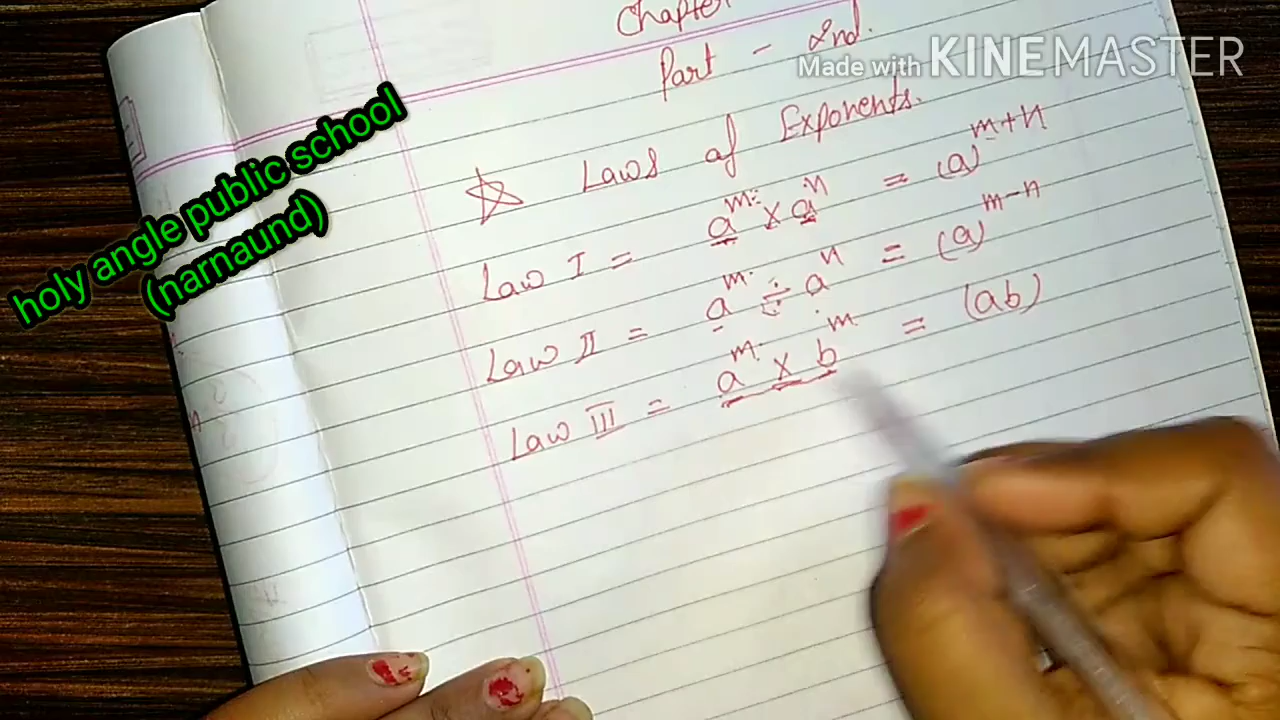 Chapter
Part - 2nd.
Made with KINEMASTER
holy angle public school
(narnaund)
☆ Laws of Exponents.
Law I = a^m × a^n = (a)^m+n
Law II = a^m ÷ a^n = (a)^m-n
Law III = a^m × b^m = (ab)